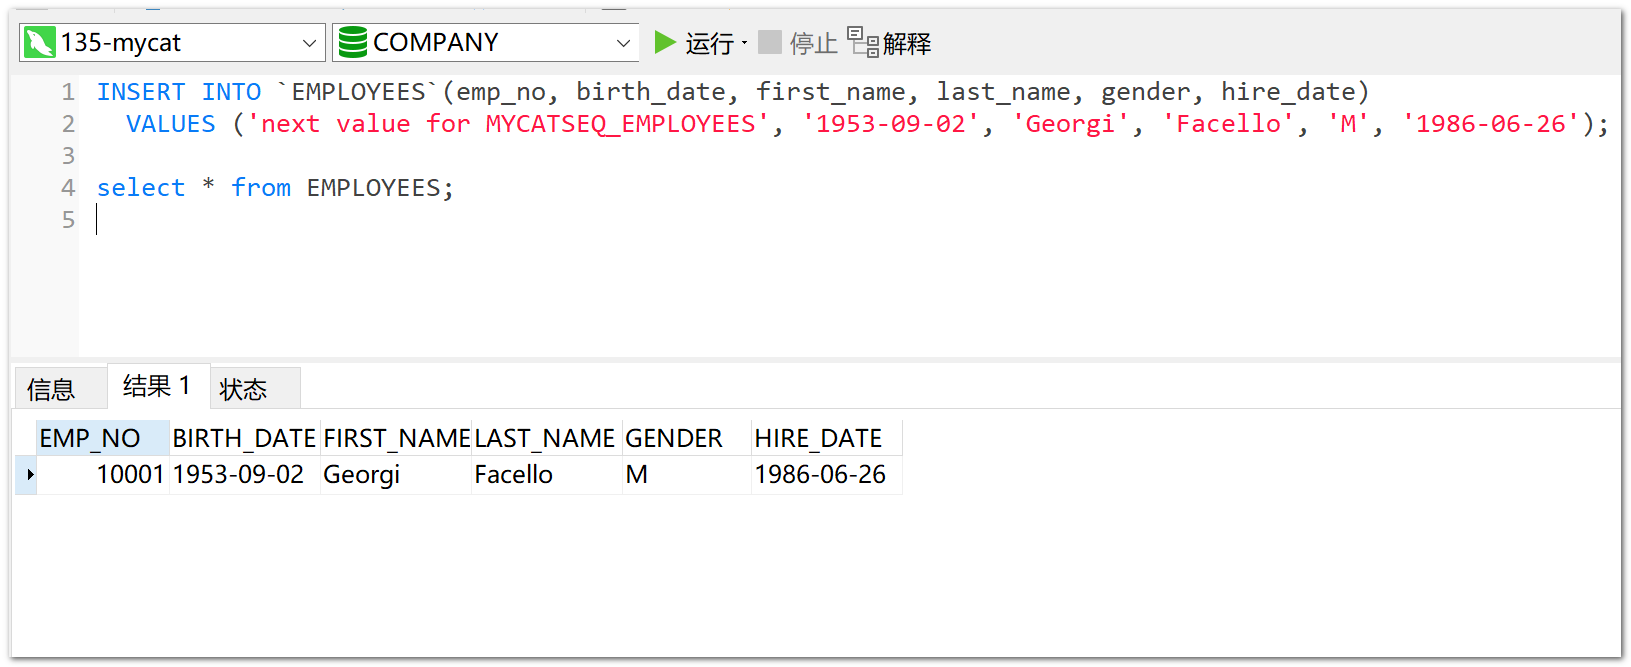 135-mycat COMPANY 运行 停止 解释
1 INSERT INTO `EMPLOYEES`(emp_no, birth_date, first_name, last_name, gender, hire_date)
2 VALUES ('next value for MYCATSEQ_EMPLOYEES', '1953-09-02', 'Georgi', 'Facello', 'M', '1986-06-26');
3
4 select * from EMPLOYEES;
5
信息 结果 1 状态
EMP_NO BIRTH_DATE FIRST_NAME LAST_NAME GENDER HIRE_DATE
10001 1953-09-02 Georgi Facello M 1986-06-26